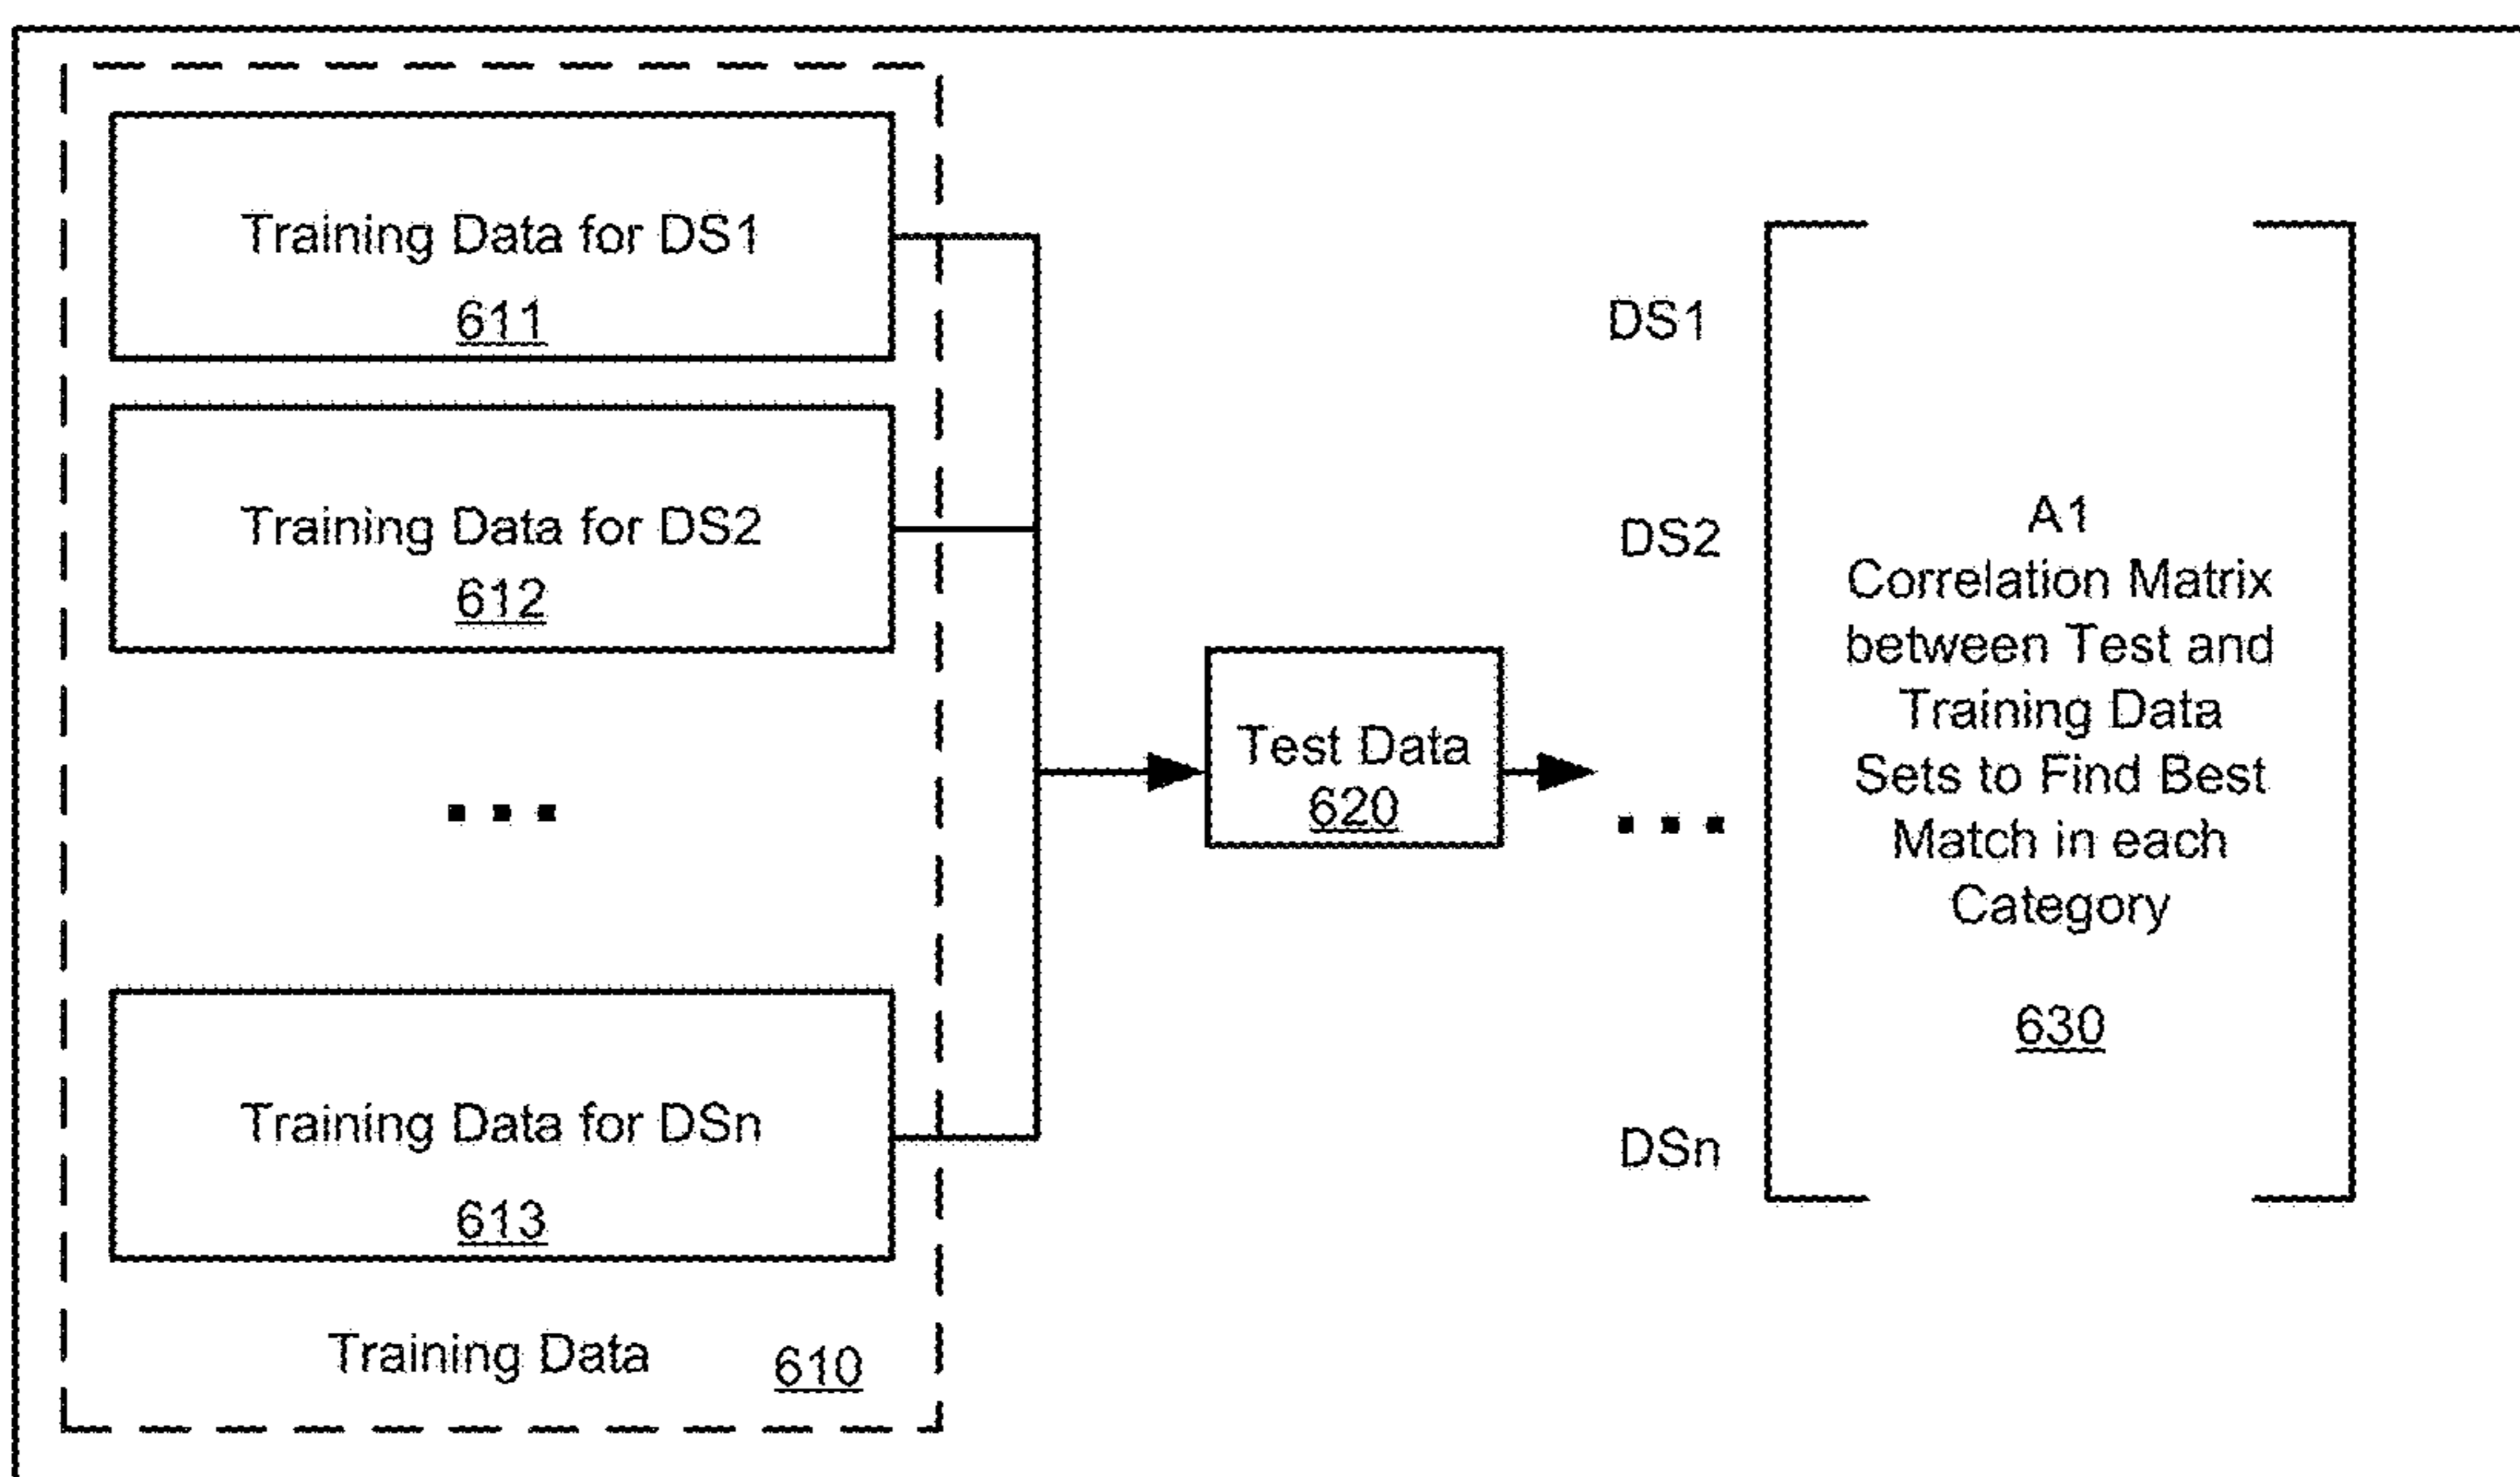 Training Data for DS1
611
Training Data for DS2
612
...
Training Data for DSn
613
Training Data 610
Test Data
620
DS1
DS2
...
DSn
A1
Correlation Matrix
between Test and
Training Data
Sets to Find Best
Match in each
Category
630